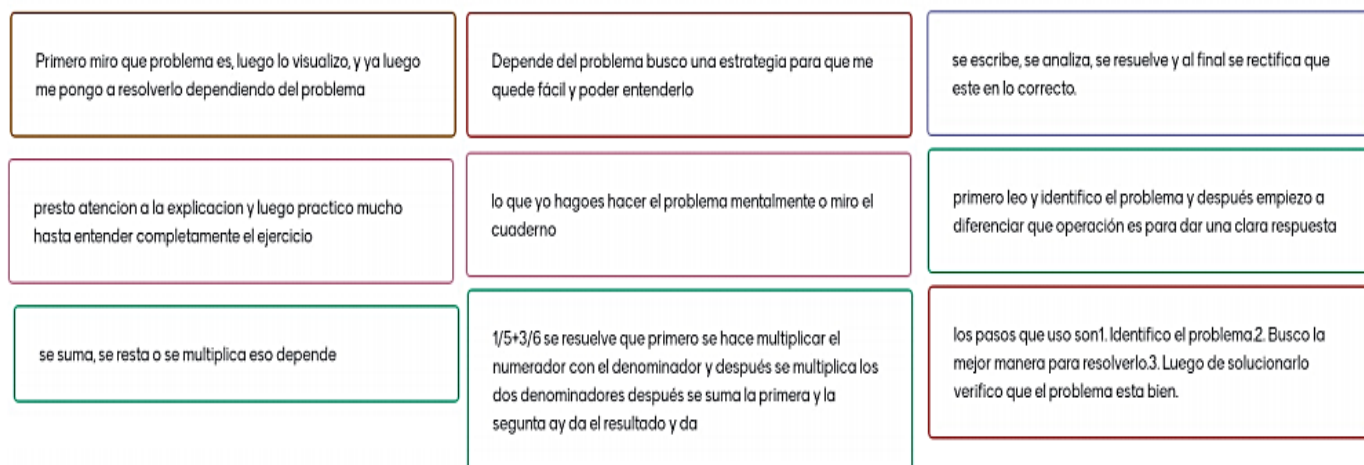 Primero miro que problema es, luego lo visualizo, y ya luego
me pongo a resolverlo dependiendo del problema
Depende del problema busco una estrategia para que me
quede fácil y poder entenderlo
se escribe, se analiza, se resuelve y al final se rectifica que
este en lo correcto.
presto atencion a la explicacion y luego practico mucho
hasta entender completamente el ejercicio
lo que yo hagoes hacer el problema mentalmente o miro el
cuaderno
primero leo y identifico el problema y después empiezo a
diferenciar que operación es para dar una clara respuesta
se suma, se resta o se multiplica eso depende
1/5+3/6 se resuelve que primero se hace multiplicar el
numerador con el denominador y después se multiplica los
dos denominadores después se suma la primera y la
segunta ay da el resultado y da
los pasos que uso son1. Identifico el problema.2. Busco la
mejor manera para resolverlo.3. Luego de solucionarlo
verifico que el problema esta bien.